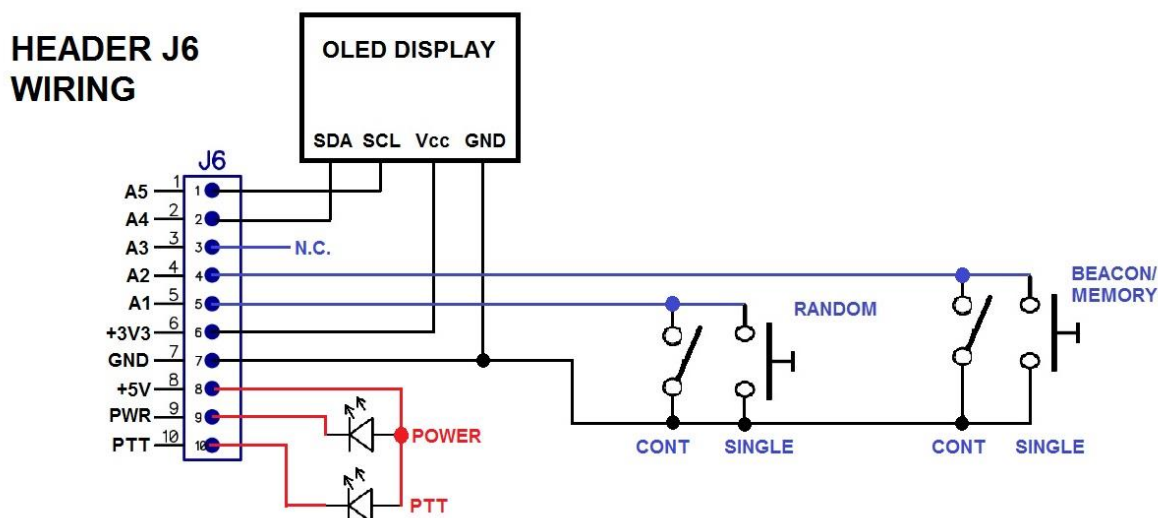 HEADER J6
WIRING
OLED DISPLAY
SDA SCL Vcc GND
J6
A5 1 1
A4 2 2
A3 3 3 N.C.
A2 4 4
BEACON/
MEMORY
A1 5 5
RANDOM
+3V3 6 6
GND 7 7
+5V 8 8
PWR 9 9
POWER
PTT 10 10
CONT SINGLE CONT SINGLE
PTT